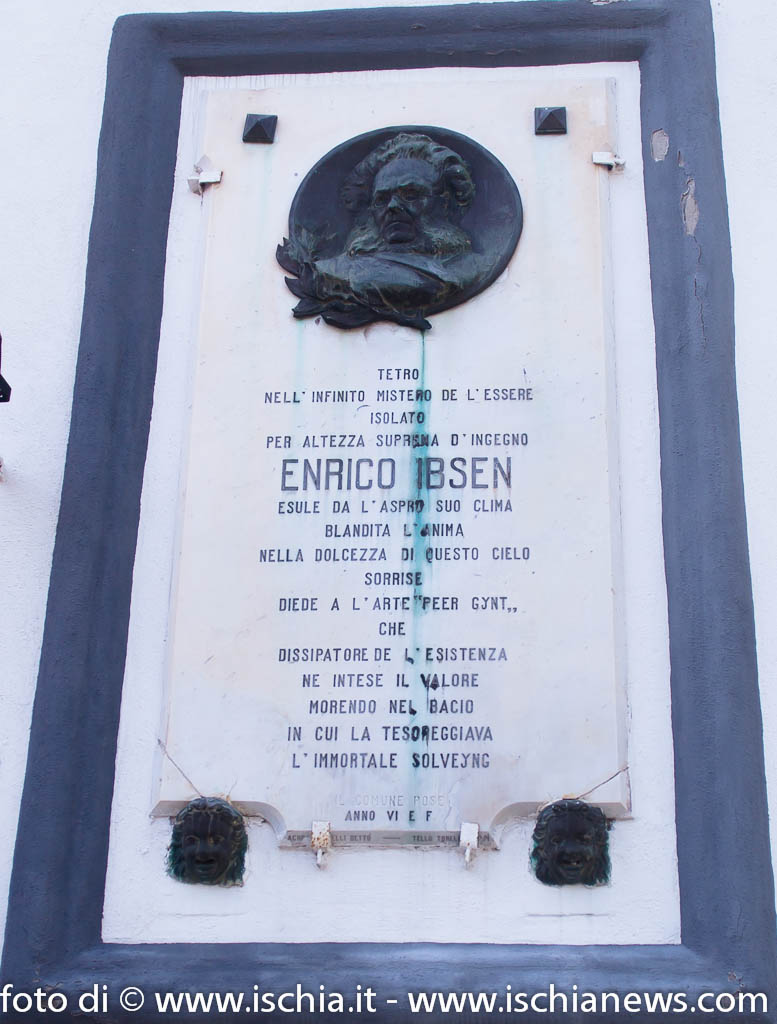 TETRO
NELL'INFINITO MISTERO DE L'ESSERE
ISOLATO
PER ALTEZZA SUPREMA D'INGEGNO
ENRICO IBSEN
ESULE DA L'ASPRO SUO CLIMA
BLANDITA L'ANIMA
NELLA DOLCEZZA DI QUESTO CIELO
SORRISE
DIEDE A L'ARTE "PEER GYNT„
CHE
DISSIPATORE DE L'ESISTENZA
NE INTESE IL VALORE
MORENDO NEL BACIO
IN CUI LA TESOREGGIAVA
L'IMMORTALE SOLVEYNG
IL COMUNE POSE
ANNO VI E F
DETTÒ
foto di © www.ischia.it - www.ischianews.com